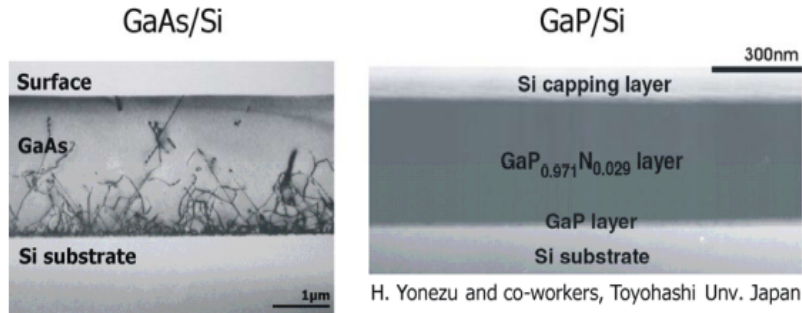 GaAs/Si
Surface
GaAs
Si substrate
1μm
GaP/Si
300nm
Si capping layer
GaP0.971N0.029 layer
GaP layer
Si substrate
H. Yonezu and co-workers, Toyohashi Unv. Japan